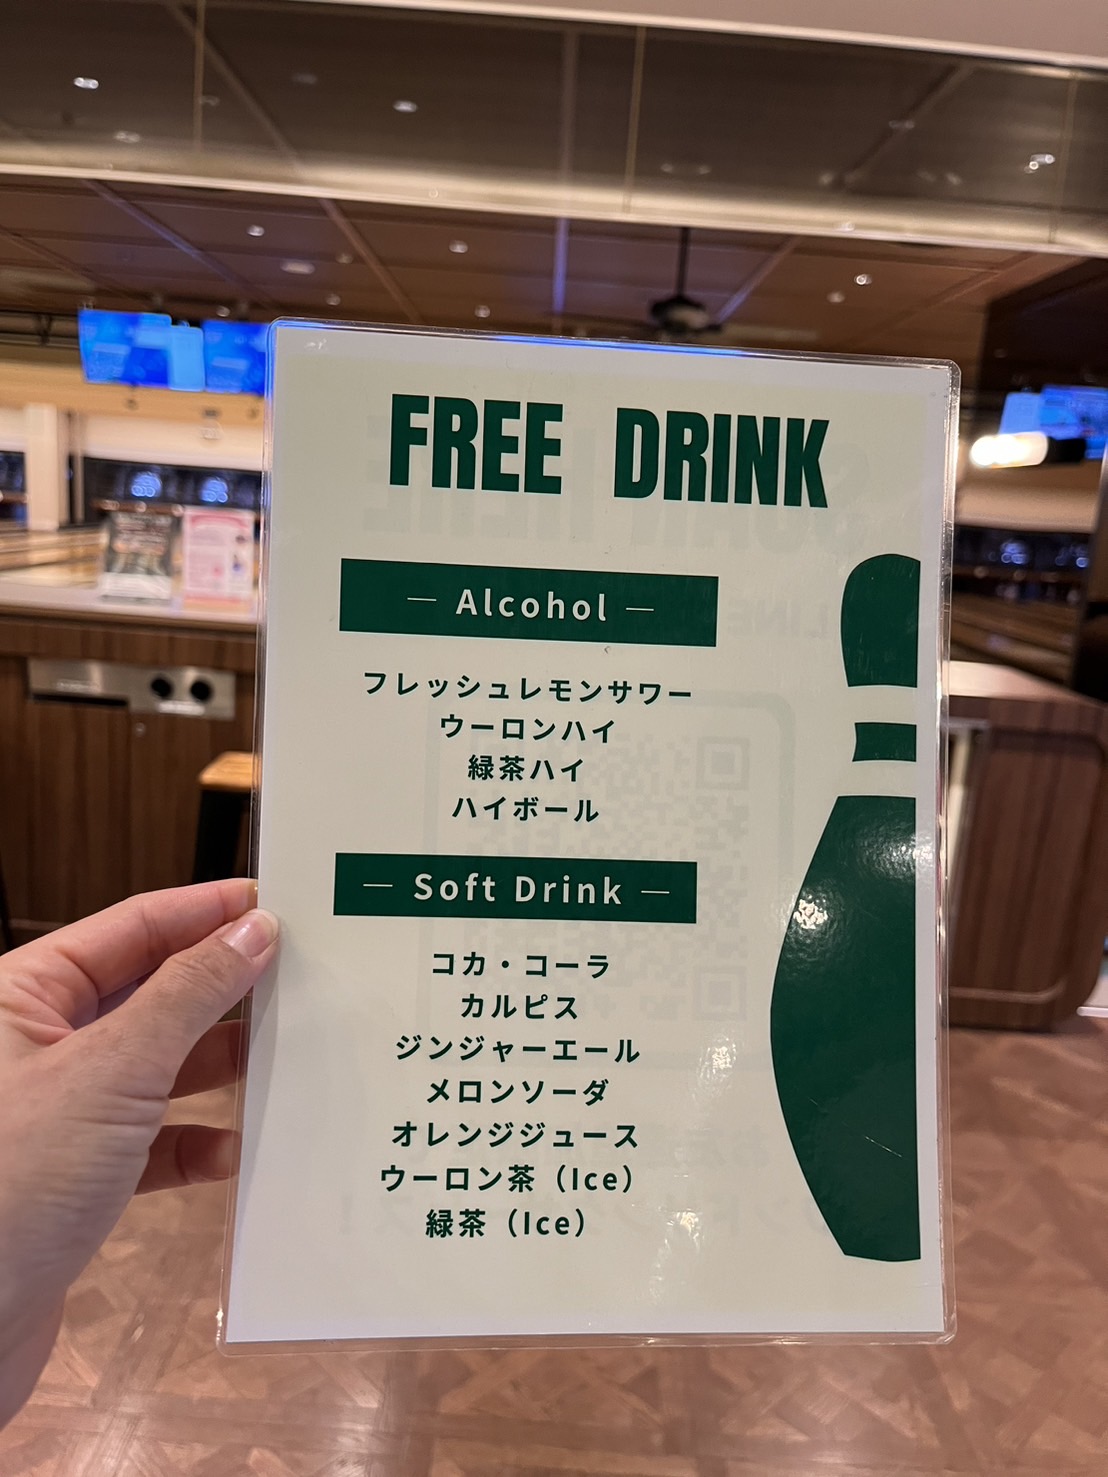 FREE DRINK
— Alcohol —
フレッシュレモンサワー
ウーロンハイ
緑茶ハイ
ハイボール
— Soft Drink —
コカ・コーラ
カルピス
ジンジャーエール
メロンソーダ
オレンジジュース
ウーロン茶（Ice）
緑茶（Ice）